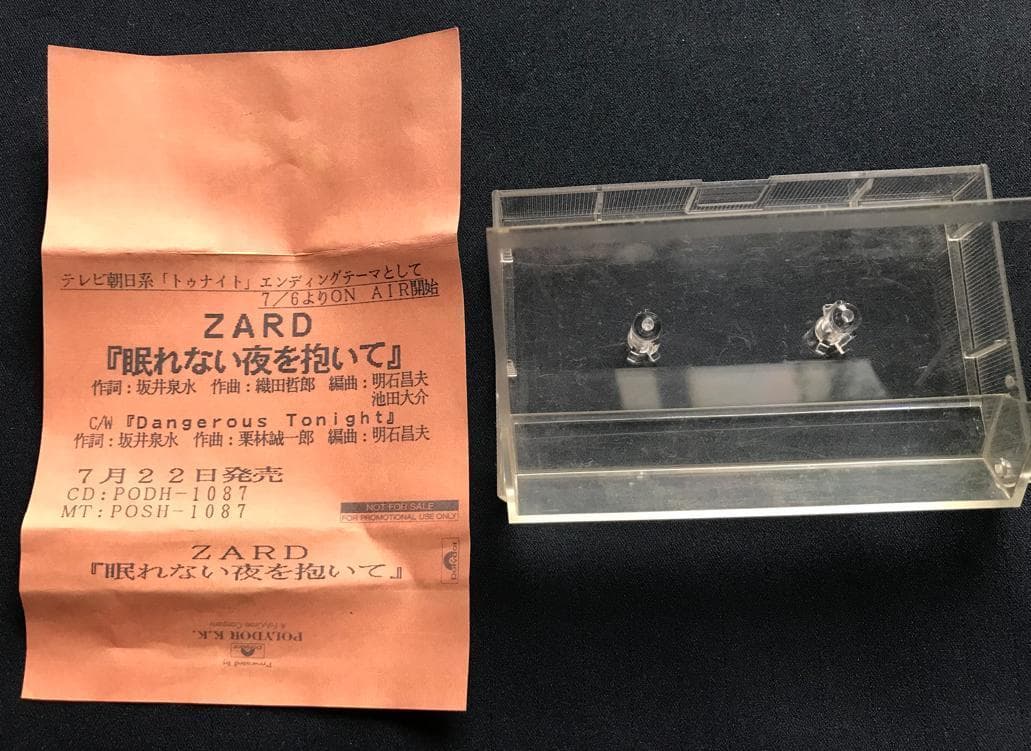 テレビ朝日系「トゥナイト」エンディングテーマとして
7/6よりON AIR開始
ZARD
『眠れない夜を抱いて』
作詞:坂井泉水 作曲:織田哲郎 編曲:明石昌夫
池田大介
C/W『Dangerous Tonight』
作詞:坂井泉水 作曲:栗林誠一郎 編曲:明石昌夫
7月22日発売
CD:PODH-1087
MT:POSH-1087
NOT FOR SALE
FOR PROMOTIONAL USE ONLY
ZARD
『眠れない夜を抱いて』
Polydor
POLYDOR K.K.
A PolyGram Company